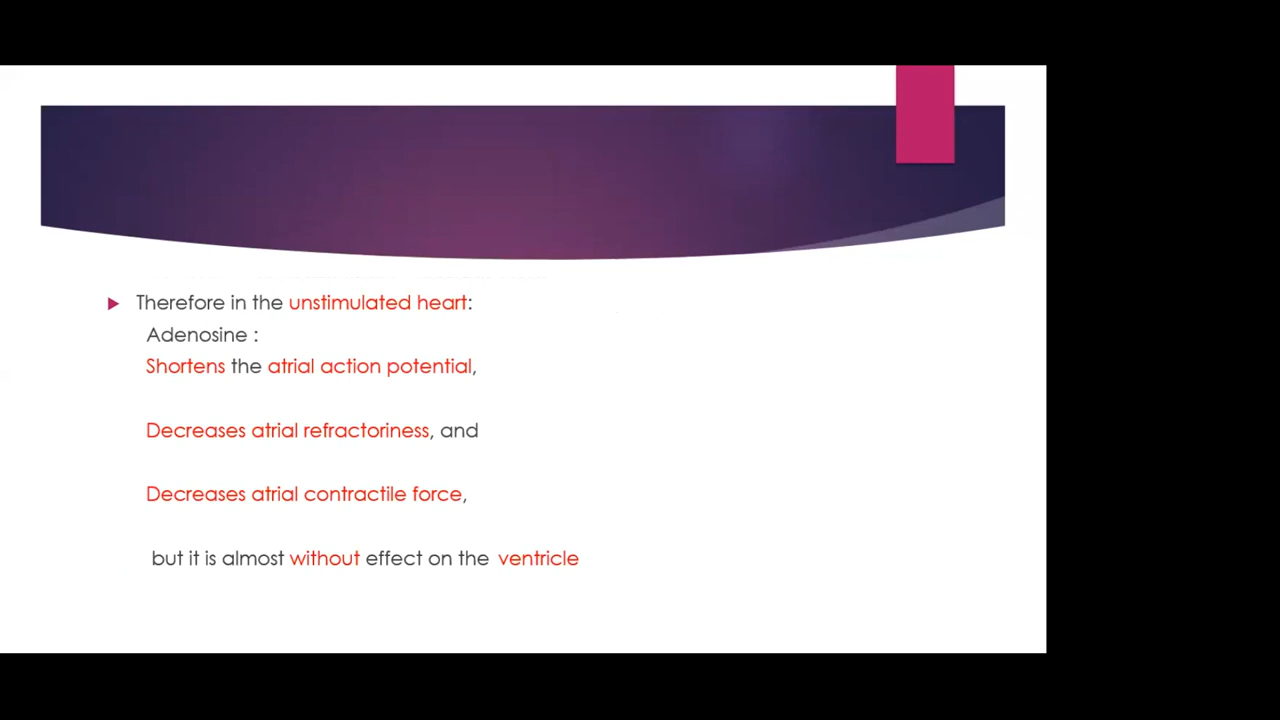 Therefore in the unstimulated heart:
Adenosine :
Shortens the atrial action potential,
Decreases atrial refractoriness, and
Decreases atrial contractile force,
but it is almost without effect on the ventricle